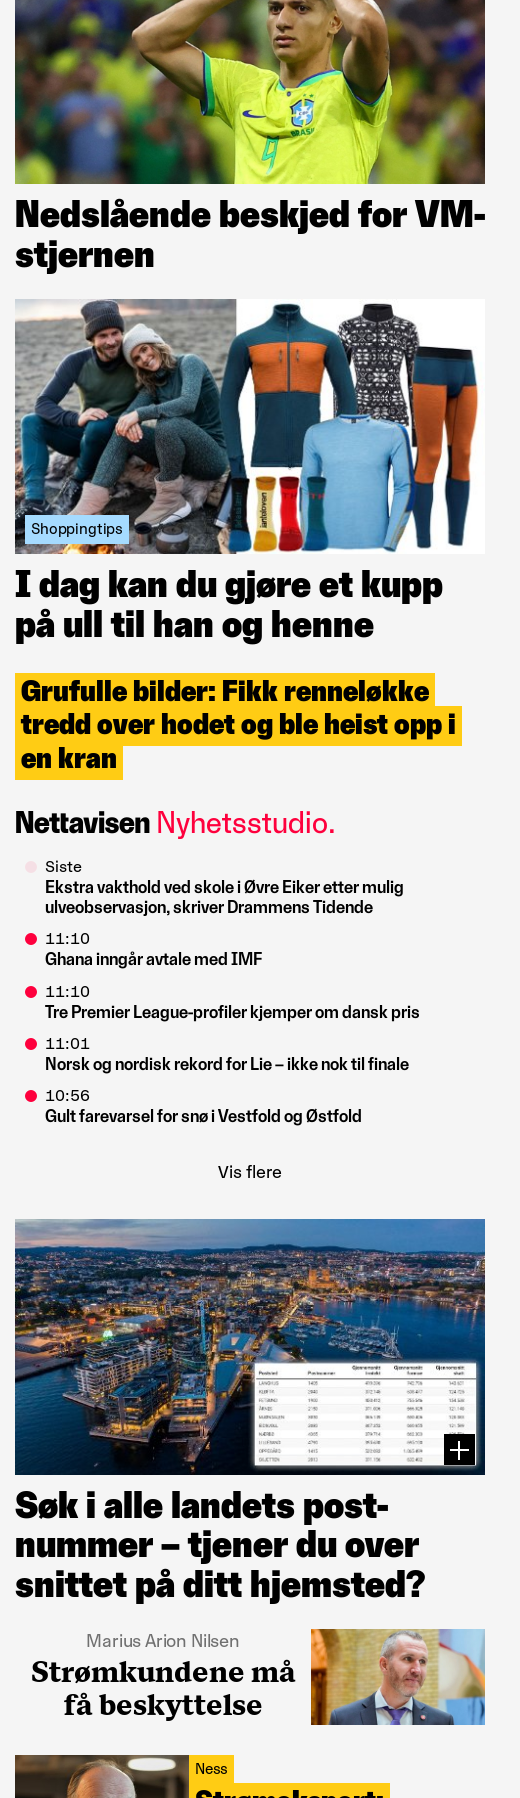 BRASIL
9
Nedslående beskjed for VM-
stjernen
Shoppingtips
I dag kan du gjøre et kupp
på ull til han og henne
Grufulle bilder: Fikk renneløkke
tredd over hodet og ble heist opp i
en kran
Nettavisen Nyhetsstudio.
Siste
Ekstra vakthold ved skole i Øvre Eiker etter mulig
ulveobservasjon, skriver Drammens Tidende
11:10
Ghana inngår avtale med IMF
11:10
Tre Premier League-profiler kjemper om dansk pris
11:01
Norsk og nordisk rekord for Lie – ikke nok til finale
10:56
Gult farevarsel for snø i Vestfold og Østfold
Vis flere
Søk i alle landets post-
nummer – tjener du over
snittet på ditt hjemsted?
Marius Arion Nilsen
Strømkundene må
få beskyttelse
Ness
Strømeksport: